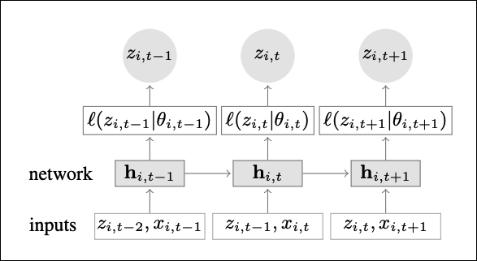 z_{i,t−1} z_{i,t} z_{i,t+1}
ℓ(z_{i,t−1}|θ_{i,t−1}) ℓ(z_{i,t}|θ_{i,t}) ℓ(z_{i,t+1}|θ_{i,t+1})
network h_{i,t−1} h_{i,t} h_{i,t+1}
inputs z_{i,t−2}, x_{i,t−1} z_{i,t−1}, x_{i,t} z_{i,t}, x_{i,t+1}